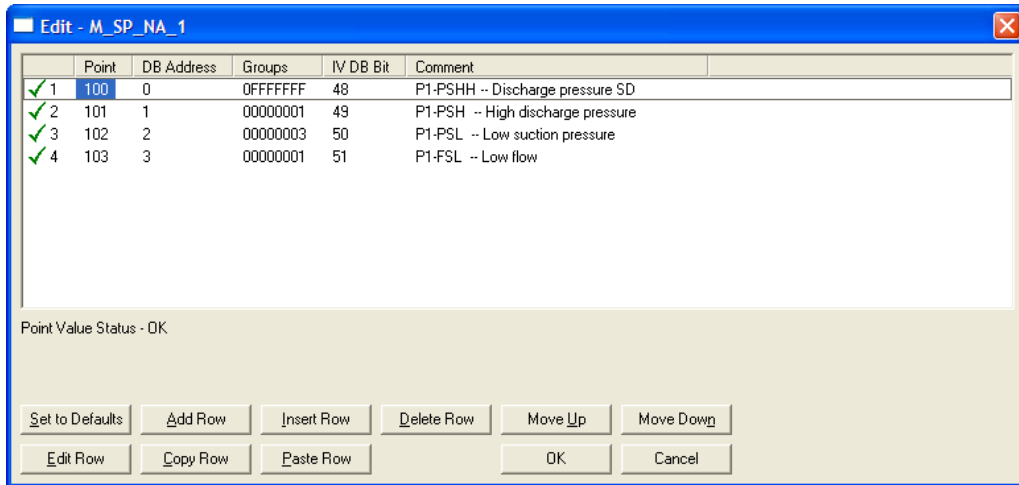 Edit - M_SP_NA_1
Point DB Address Groups IV DB Bit Comment
1 100 0 0FFFFFFF 48 P1-PSHH -- Discharge pressure SD
2 101 1 00000001 49 P1-PSH -- High discharge pressure
3 102 2 00000003 50 P1-PSL -- Low suction pressure
4 103 3 00000001 51 P1-FSL -- Low flow
Point Value Status - OK
Set to Defaults Add Row Insert Row Delete Row Move Up Move Down
Edit Row Copy Row Paste Row OK Cancel